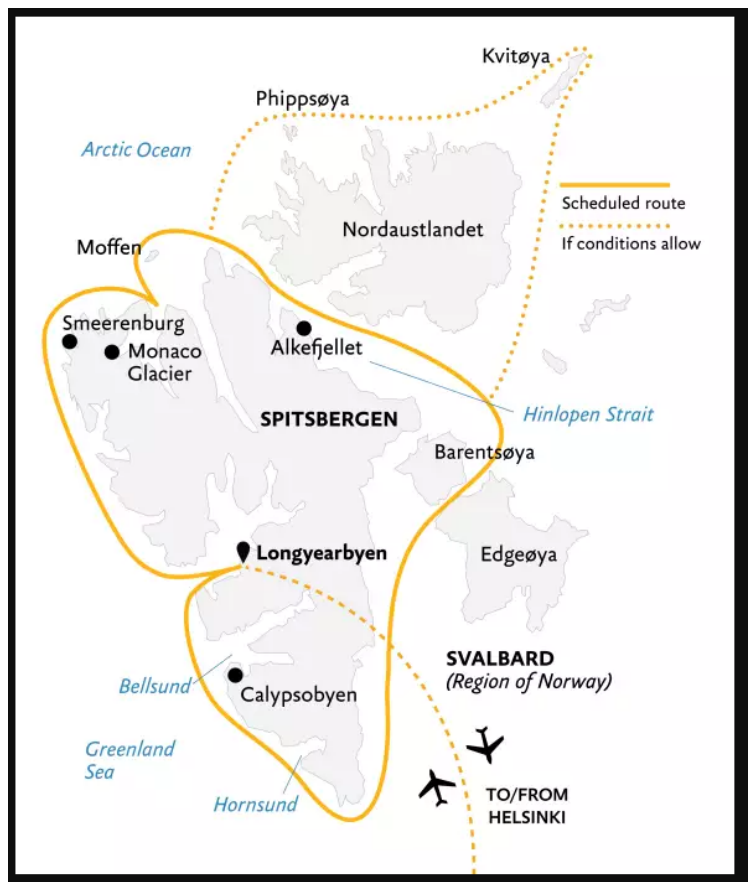 Kvitøya
Phippsøya
Arctic Ocean
Scheduled route
If conditions allow
Nordaustlandet
Moffen
Smeerenburg
Monaco
Glacier
Alkefjellet
Hinlopen Strait
SPITSBERGEN
Barentsøya
Longyearbyen
Edgeøya
SVALBARD
(Region of Norway)
Bellsund
Calypsobyen
Greenland
Sea
Hornsund
TO/FROM
HELSINKI